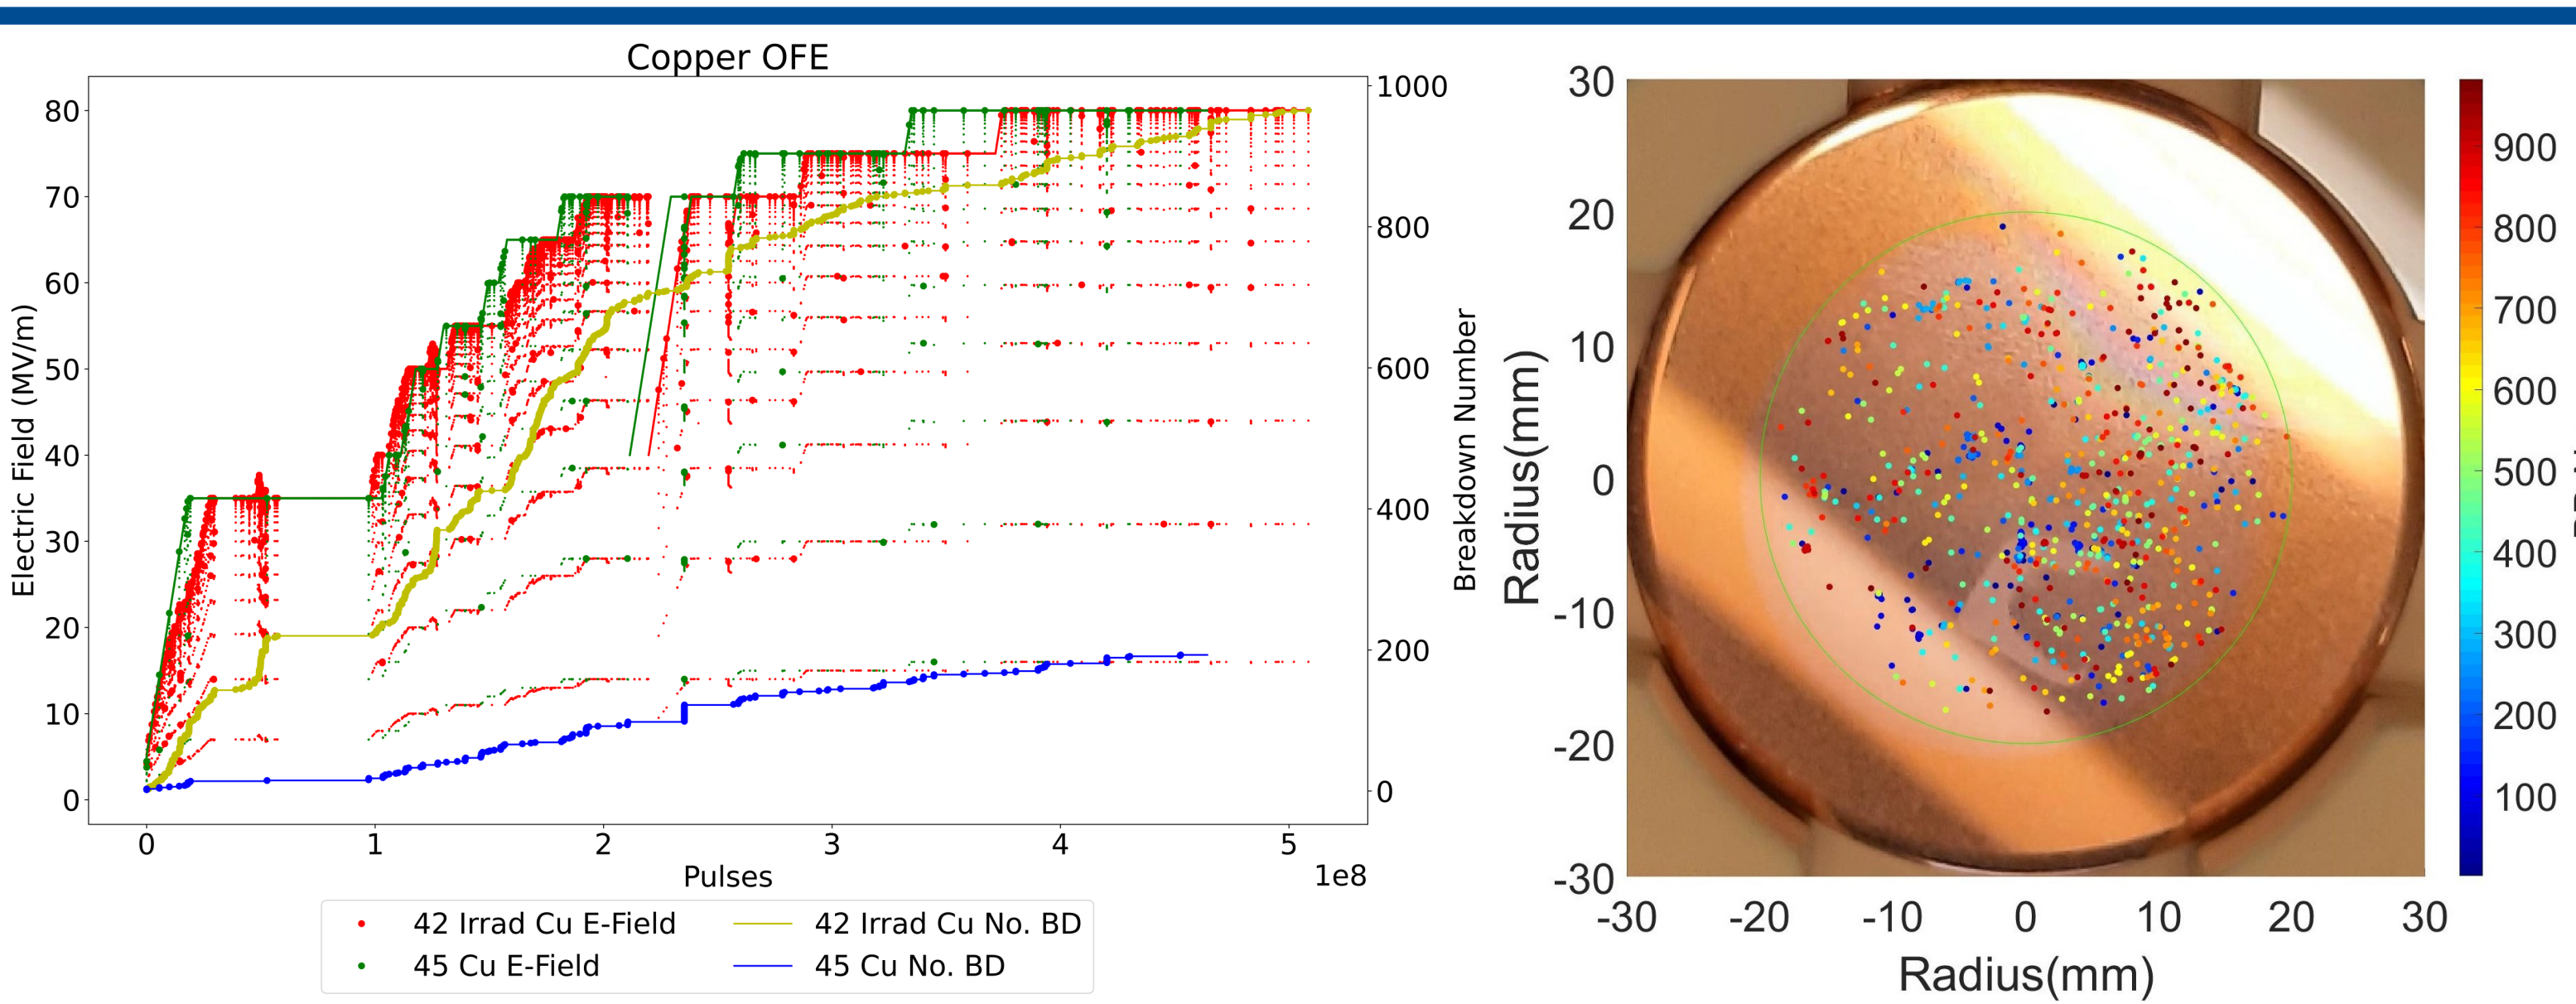 Copper OFE
Electric Field (MV/m)
80
70
60
50
40
30
20
10
0
1000
800
600
400
200
0
Breakdown Number
0 1 2 3 4 5
1e8
Pulses
42 Irrad Cu E-Field
45 Cu E-Field
42 Irrad Cu No. BD
45 Cu No. BD
Radius(mm)
30
20
10
0
-10
-20
-30
-30 -20 -10 0 10 20 30
Radius(mm)
900
800
700
600
500
400
300
200
100